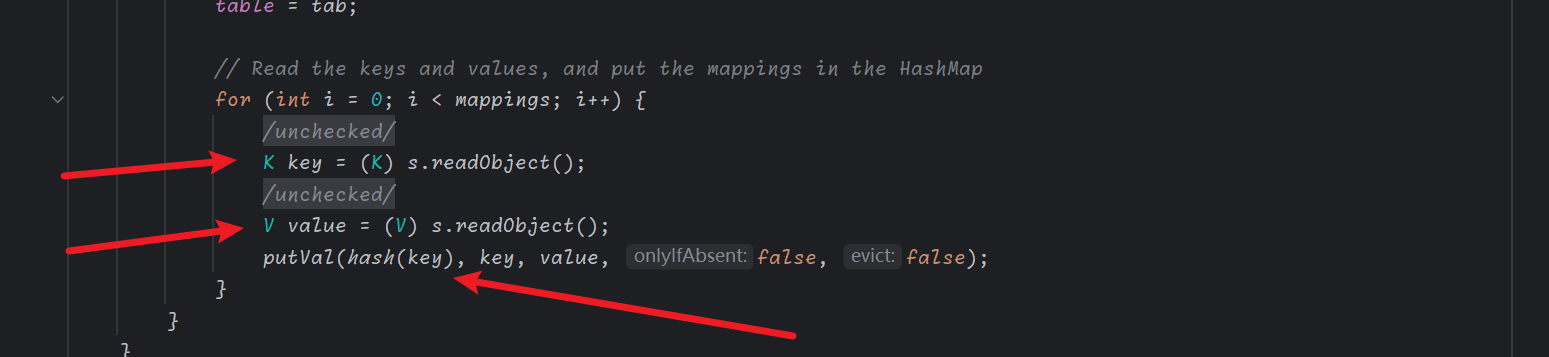 table = tab;
// Read the keys and values, and put the mappings in the HashMap
for (int i = 0; i < mappings; i++) {
/unchecked/
K key = (K) s.readObject();
/unchecked/
V value = (V) s.readObject();
putVal(hash(key), key, value, onlyIfAbsent: false, evict: false);
}
}
}